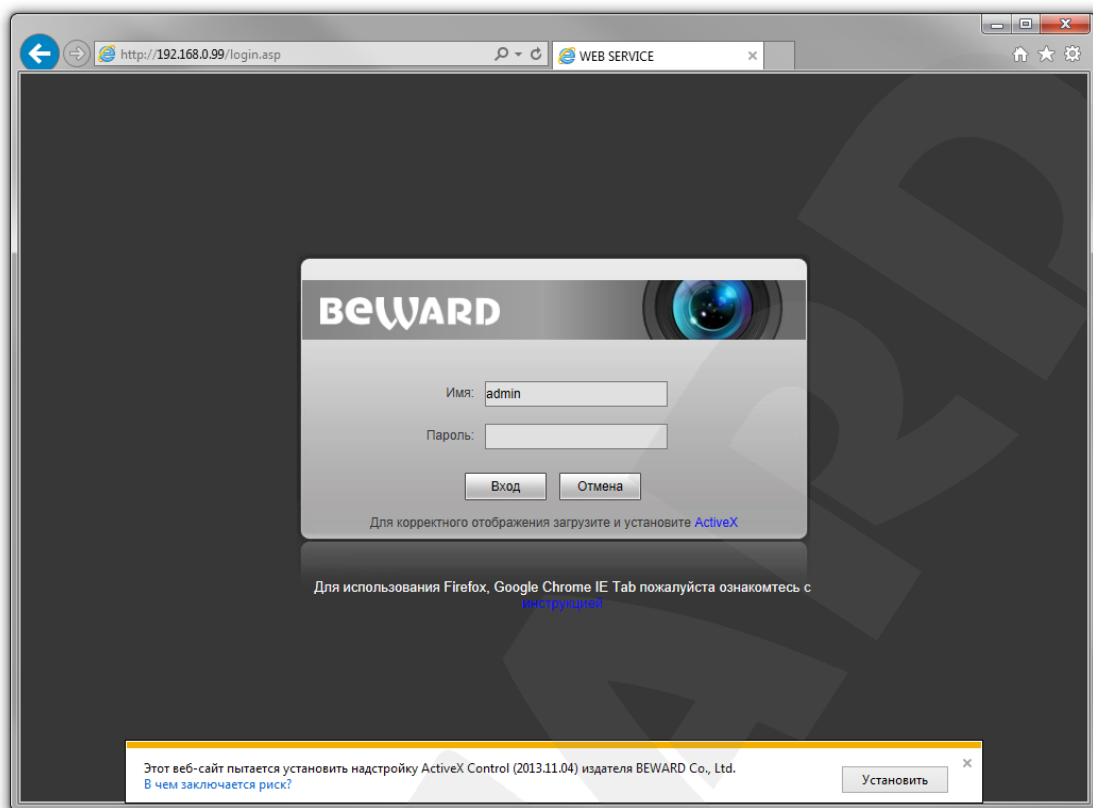 http://192.168.0.99/login.asp
WEB SERVICE
BEWARD
Имя: admin
Пароль:
Вход Отмена
Для корректного отображения загрузите и установите ActiveX
Для использования Firefox, Google Chrome IE Tab пожалуйста ознакомтесь с
инструкцией
Этот веб-сайт пытается установить надстройку ActiveX Control (2013.11.04) издателя BEWARD Co., Ltd.
В чем заключается риск?
Установить